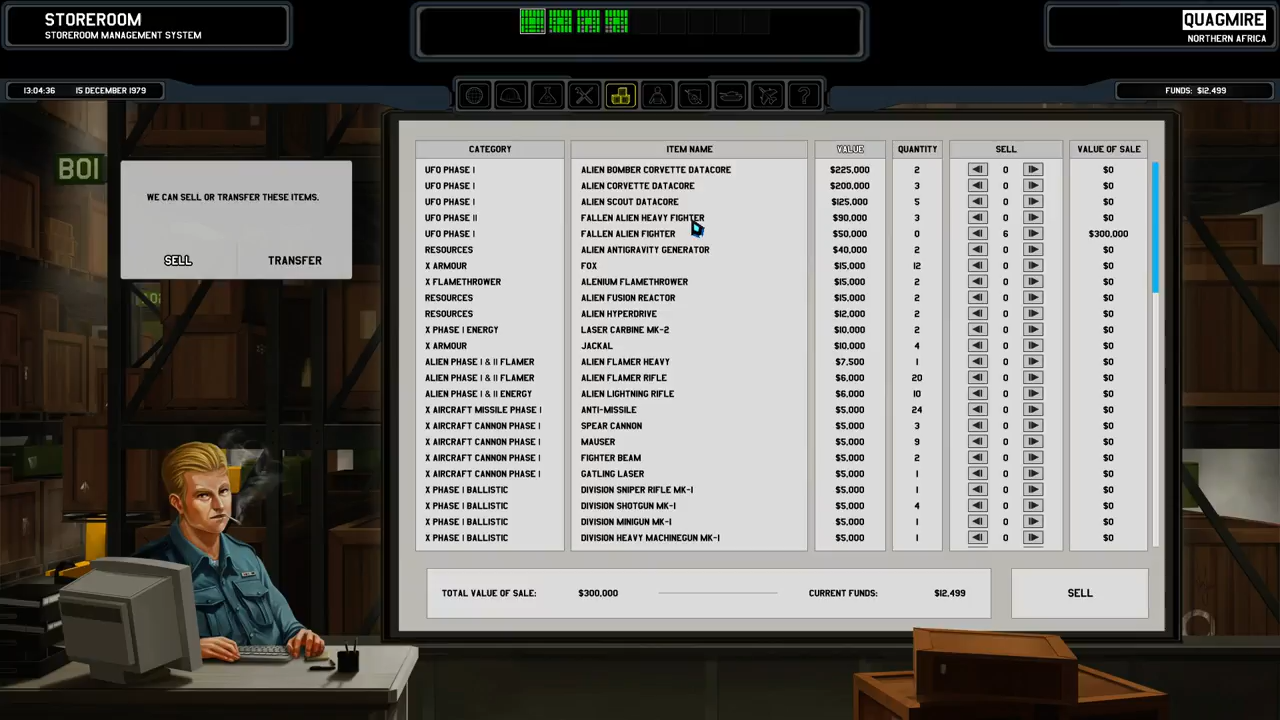 STOREROOM
STOREROOM MANAGEMENT SYSTEM
QUAGMIRE
NORTHERN AFRICA
13:04:36 15 DECEMBER 1979
?
FUNDS: $12,499
BOI
WE CAN SELL OR TRANSFER THESE ITEMS.
SELL TRANSFER
CATEGORY ITEM NAME VALUE QUANTITY SELL VALUE OF SALE
UFO PHASE I ALIEN BOMBER CORVETTE DATACORE $225,000 2 0 $0
UFO PHASE I ALIEN CORVETTE DATACORE $200,000 3 0 $0
UFO PHASE I ALIEN SCOUT DATACORE $125,000 5 0 $0
UFO PHASE II FALLEN ALIEN HEAVY FIGHTER $90,000 3 0 $0
UFO PHASE I FALLEN ALIEN FIGHTER $50,000 0 6 $300,000
RESOURCES ALIEN ANTIGRAVITY GENERATOR $40,000 2 0 $0
X ARMOUR FOX $15,000 12 0 $0
X FLAMETHROWER ALENIUM FLAMETHROWER $15,000 2 0 $0
RESOURCES ALIEN FUSION REACTOR $15,000 2 0 $0
RESOURCES ALIEN HYPERDRIVE $12,000 2 0 $0
X PHASE I ENERGY LASER CARBINE MK-2 $10,000 2 0 $0
X ARMOUR JACKAL $10,000 4 0 $0
ALIEN PHASE I & II FLAMER ALIEN FLAMER HEAVY $7,500 1 0 $0
ALIEN PHASE I & II FLAMER ALIEN FLAMER RIFLE $6,000 20 0 $0
ALIEN PHASE I & II ENERGY ALIEN LIGHTNING RIFLE $6,000 10 0 $0
X AIRCRAFT MISSILE PHASE I ANTI-MISSILE $5,000 24 0 $0
X AIRCRAFT CANNON PHASE I SPEAR CANNON $5,000 3 0 $0
X AIRCRAFT CANNON PHASE I MAUSER $5,000 9 0 $0
X AIRCRAFT CANNON PHASE I FIGHTER BEAM $5,000 2 0 $0
X AIRCRAFT CANNON PHASE I GATLING LASER $5,000 1 0 $0
X PHASE I BALLISTIC DIVISION SNIPER RIFLE MK-1 $5,000 1 0 $0
X PHASE I BALLISTIC DIVISION SHOTGUN MK-1 $5,000 4 0 $0
X PHASE I BALLISTIC DIVISION MINIGUN MK-1 $5,000 1 0 $0
X PHASE I BALLISTIC DIVISION HEAVY MACHINEGUN MK-1 $5,000 1 0 $0
TOTAL VALUE OF SALE: $300,000 CURRENT FUNDS: $12,499 SELL